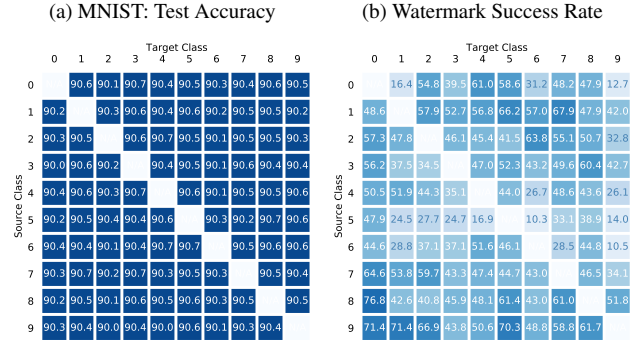 (a) MNIST: Test Accuracy
Target Class
0 1 2 3 4 5 6 7 8 9
Source Class
0 90.6 90.1 90.7 90.4 90.5 90.3 90.4 90.6 90.5
1 90.2 90.3 90.6 90.4 90.6 90.2 90.7 90.5 90.5
2 90.3 90.5 90.4 90.6 90.7 90.5 90.1 90.5 90.5 90.3
3 90.0 90.6 90.2 90.4 90.5 90.1 90.6 90.4 90.4
4 90.4 90.6 90.3 90.7 90.6 90.1 90.5 90.5 90.6
5 90.2 90.5 90.4 90.4 90.6 90.3 90.2 90.7 90.6
6 90.4 90.4 90.1 90.4 90.7 90.7 90.5 90.6 90.6
7 90.3 90.7 90.2 90.1 90.6 90.5 90.3 90.5 90.4
8 90.2 90.5 90.1 90.6 90.5 90.4 90.3 90.5 90.5
9 90.3 90.4 90.0 90.4 90.6 90.1 90.6 90.3 90.4
(b) Watermark Success Rate
Target Class
0 1 2 3 4 5 6 7 8 9
Source Class
0 16.4 54.8 39.5 61.0 58.6 31.2 48.2 47.9 12.7
1 48.6 57.9 52.7 56.8 66.2 57.0 67.9 47.9 42.0
2 57.3 47.8 46.1 45.4 41.5 63.8 55.1 50.7 32.8
3 56.2 37.5 34.5 47.0 52.3 43.2 49.6 60.4 42.7
4 50.5 51.9 44.3 35.1 44.0 26.7 48.6 43.6 26.1
5 47.9 24.5 27.7 24.7 16.9 10.3 33.1 38.9 14.0
6 44.6 28.8 37.1 37.1 51.6 46.1 28.5 44.8 10.5
7 64.6 53.8 59.7 43.3 47.4 44.7 43.0 46.5 34.1
8 76.8 42.6 40.8 45.9 48.1 61.4 43.0 61.0 51.8
9 71.4 71.4 66.9 43.8 50.6 70.3 48.8 58.8 61.7